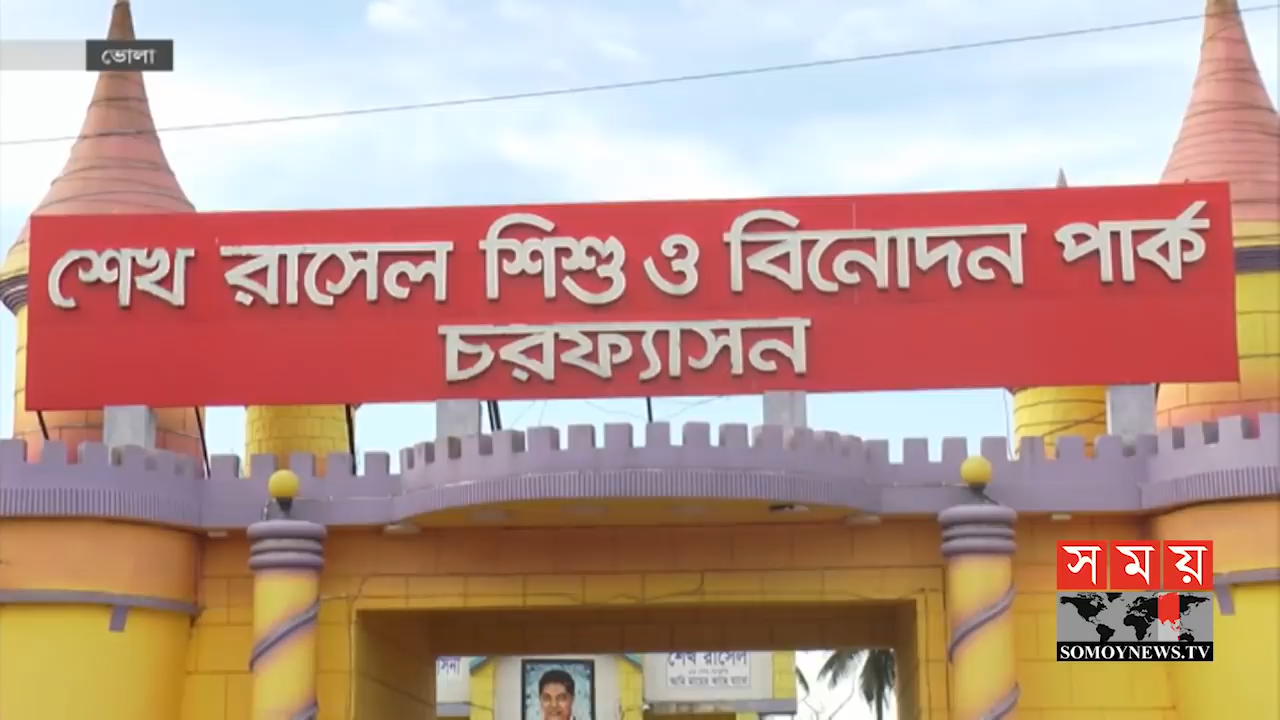 ভোলা
শেখ রাসেল শিশু ও বিনোদন পার্ক
চরফ্যাসন
সময়
SOMOYNEWS.TV
শেখ রাসেল